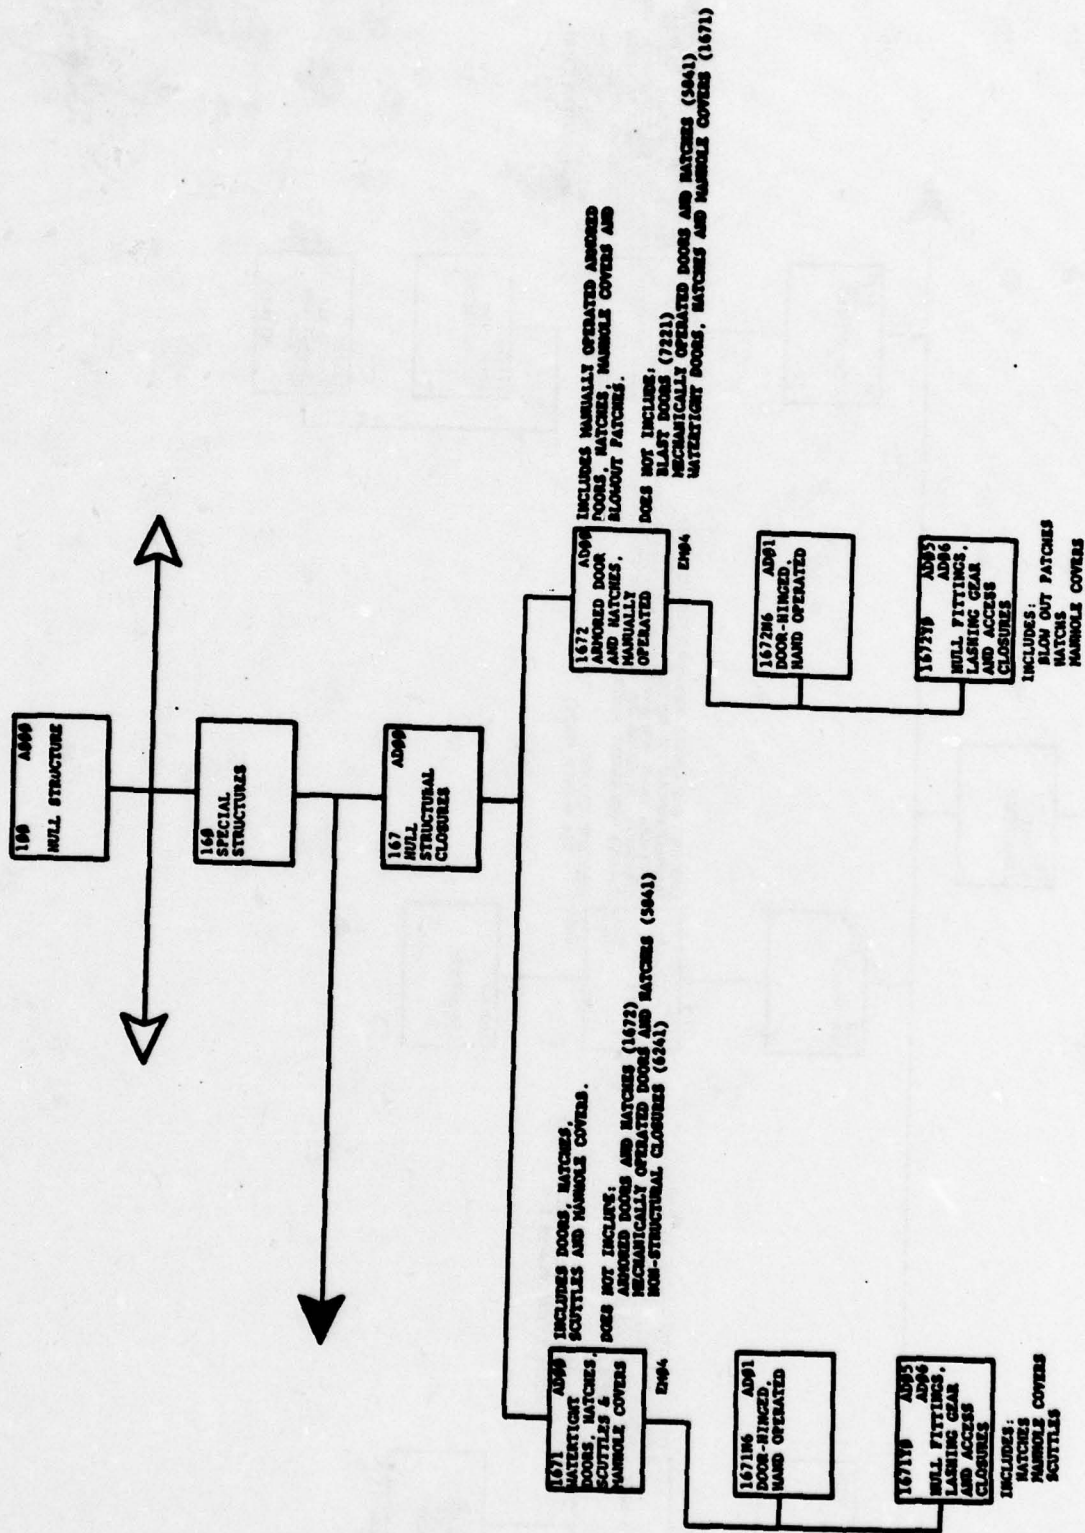 100 A000
HULL STRUCTURE
160
SPECIAL
STRUCTURES
167 AD00
HULL
STRUCTURAL
CLOSURES
1671 AD00
WATERTIGHT
DOORS, HATCHES,
SCUTTLES &
MANHOLE COVERS
EM04
INCLUDES DOORS, HATCHES,
SCUTTLES AND MANHOLE COVERS.
DOES NOT INCLUDE:
ARMORED DOORS AND HATCHES (1672)
MECHANICALLY OPERATED DOORS AND HATCHES (5841)
NON-STRUCTURAL CLOSURES (6241)
1671N6 AD01
DOOR-HINGED,
HAND OPERATED
1671Y0 AD05
AD06
HULL FITTINGS,
LASHING GEAR
AND ACCESS
CLOSURES
INCLUDES:
HATCHES
MANHOLE COVERS
SCUTTLES
1672 AD00
ARMORED DOOR
AND HATCHES,
MANUALLY
OPERATED
EM04
INCLUDES MANUALLY OPERATED ARMORED
DOORS, HATCHES, MANHOLE COVERS AND
BLOWOUT PATCHES.
DOES NOT INCLUDE:
BLAST DOORS (7221)
MECHANICALLY OPERATED DOORS AND HATCHES (5841)
WATERTIGHT DOORS, HATCHES AND MANHOLE COVERS (1671)
1672N6 AD01
DOOR-HINGED,
HAND OPERATED
1672Y0 AD05
AD06
HULL FITTINGS,
LASHING GEAR
AND ACCESS
CLOSURES
INCLUDES:
BLOW OUT PATCHES
HATCHS
MANHOLE COVERS